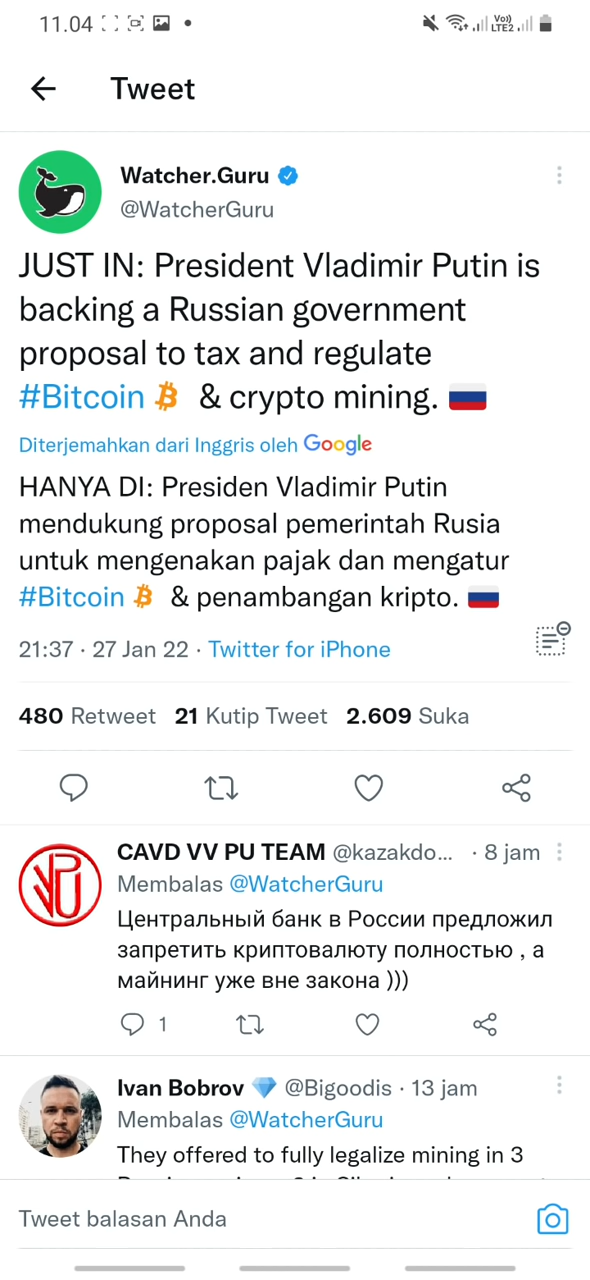 11.04
Vo))
LTE2
Tweet
Watcher.Guru
@WatcherGuru
JUST IN: President Vladimir Putin is
backing a Russian government
proposal to tax and regulate
#Bitcoin & crypto mining. 🇷🇺
Diterjemahkan dari Inggris oleh Google
HANYA DI: Presiden Vladimir Putin
mendukung proposal pemerintah Rusia
untuk mengenakan pajak dan mengatur
#Bitcoin & penambangan kripto. 🇷🇺
21:37 · 27 Jan 22 · Twitter for iPhone
480 Retweet 21 Kutip Tweet 2.609 Suka
CAVD VV PU TEAM @kazakdo... · 8 jam
Membalas @WatcherGuru
Центральный банк в России предложил
запретить криптовалюту полностью , а
майнинг уже вне закона )))
1
Ivan Bobrov 💎 @Bigoodis · 13 jam
Membalas @WatcherGuru
They offered to fully legalize mining in 3
Tweet balasan Anda